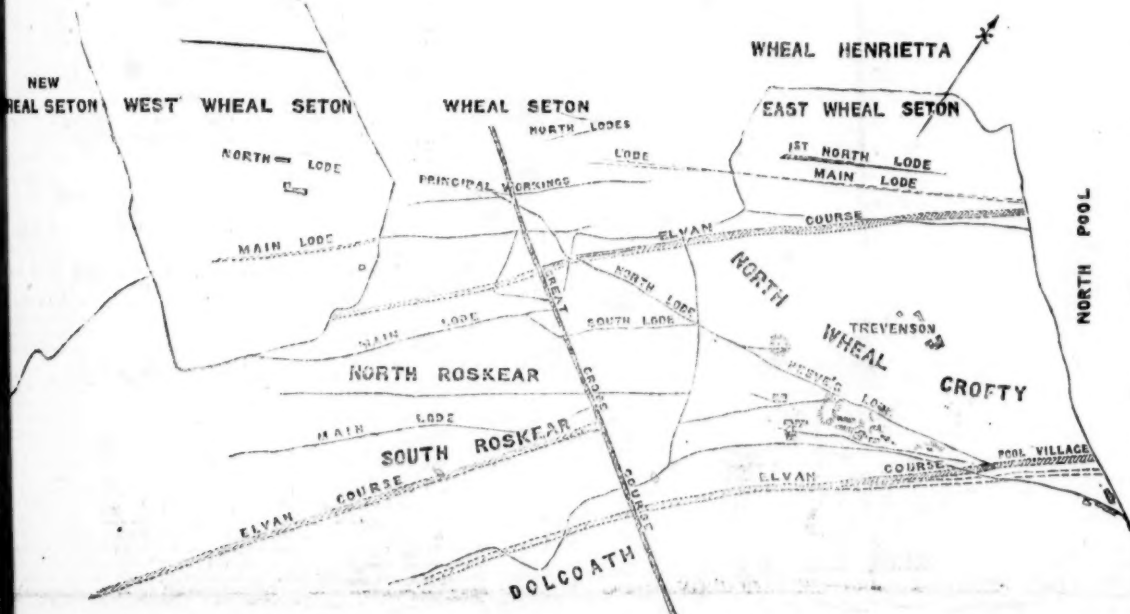 WHEAL HENRIETTA
NEW
HEAL SETON
WEST WHEAL SETON
WHEAL SETON
EAST WHEAL SETON
NORTH LODES
NORTH LODE
LODE
1ST NORTH LODE
MAIN LODE
PRINCIPAL WORKINGS
NORTH POOL
MAIN LODE
ELVAN COURSE
NORTH WHEAL CROFTY
NORTH LODE
GREAT CROSS COURSE
MAIN LODE
SOUTH LODE
TREVENSON
NORTH ROSKEAR
REEVE'S LODE
MAIN LODE
SOUTH ROSKEAR
POOL VILLAGE
ELVAN COURSE
ELVAN COURSE
DOLCOATH